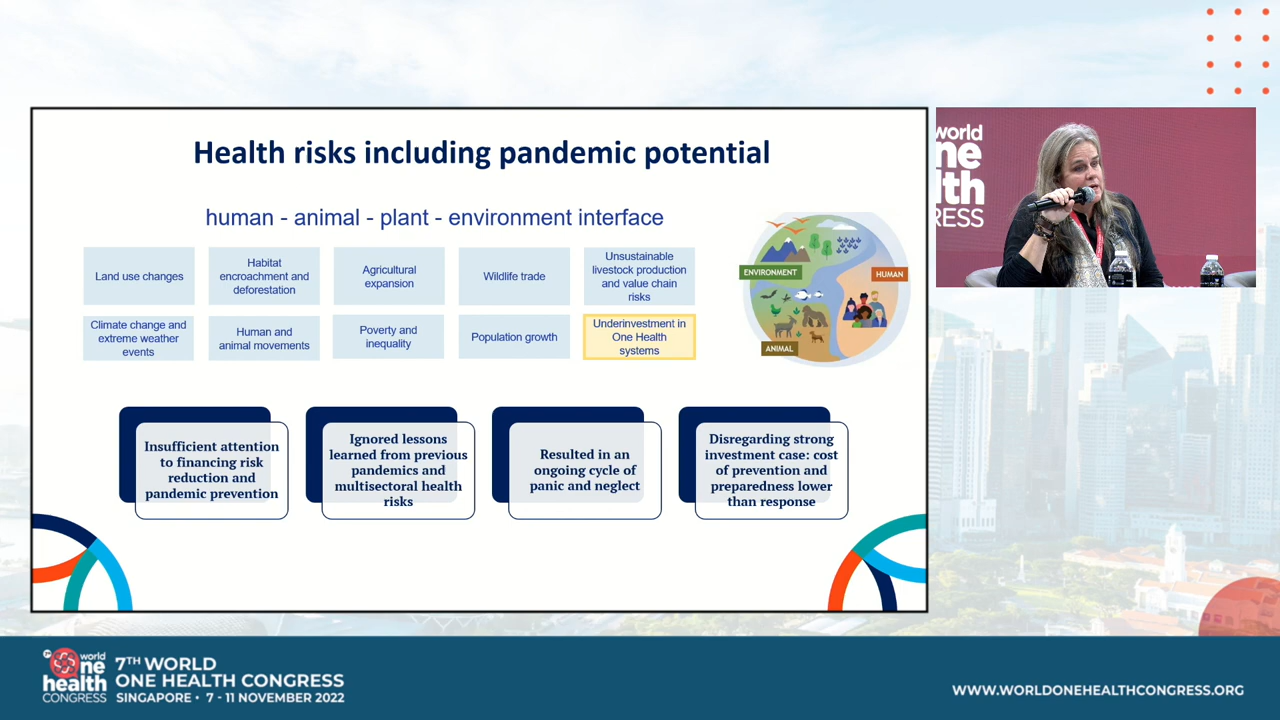 Health risks including pandemic potential
human - animal - plant - environment interface
Land use changes
Habitat
encroachment and
deforestation
Agricultural
expansion
Wildlife trade
Unsustainable
livestock production
and value chain
risks
Climate change and
extreme weather
events
Human and
animal movements
Poverty and
inequality
Population growth
Underinvestment in
One Health
systems
ENVIRONMENT
HUMAN
ANIMAL
Insufficient attention
to financing risk
reduction and
pandemic prevention
Ignored lessons
learned from previous
pandemics and
multisectoral health
risks
Resulted in an
ongoing cycle of
panic and neglect
Disregarding strong
investment case: cost
of prevention and
preparedness lower
than response
world
ne
lth
RESS
world
one
health
CONGRESS
7TH WORLD
ONE HEALTH CONGRESS
SINGAPORE • 7 - 11 NOVEMBER 2022
WWW.WORLDONEHEALTHCONGRESS.ORG